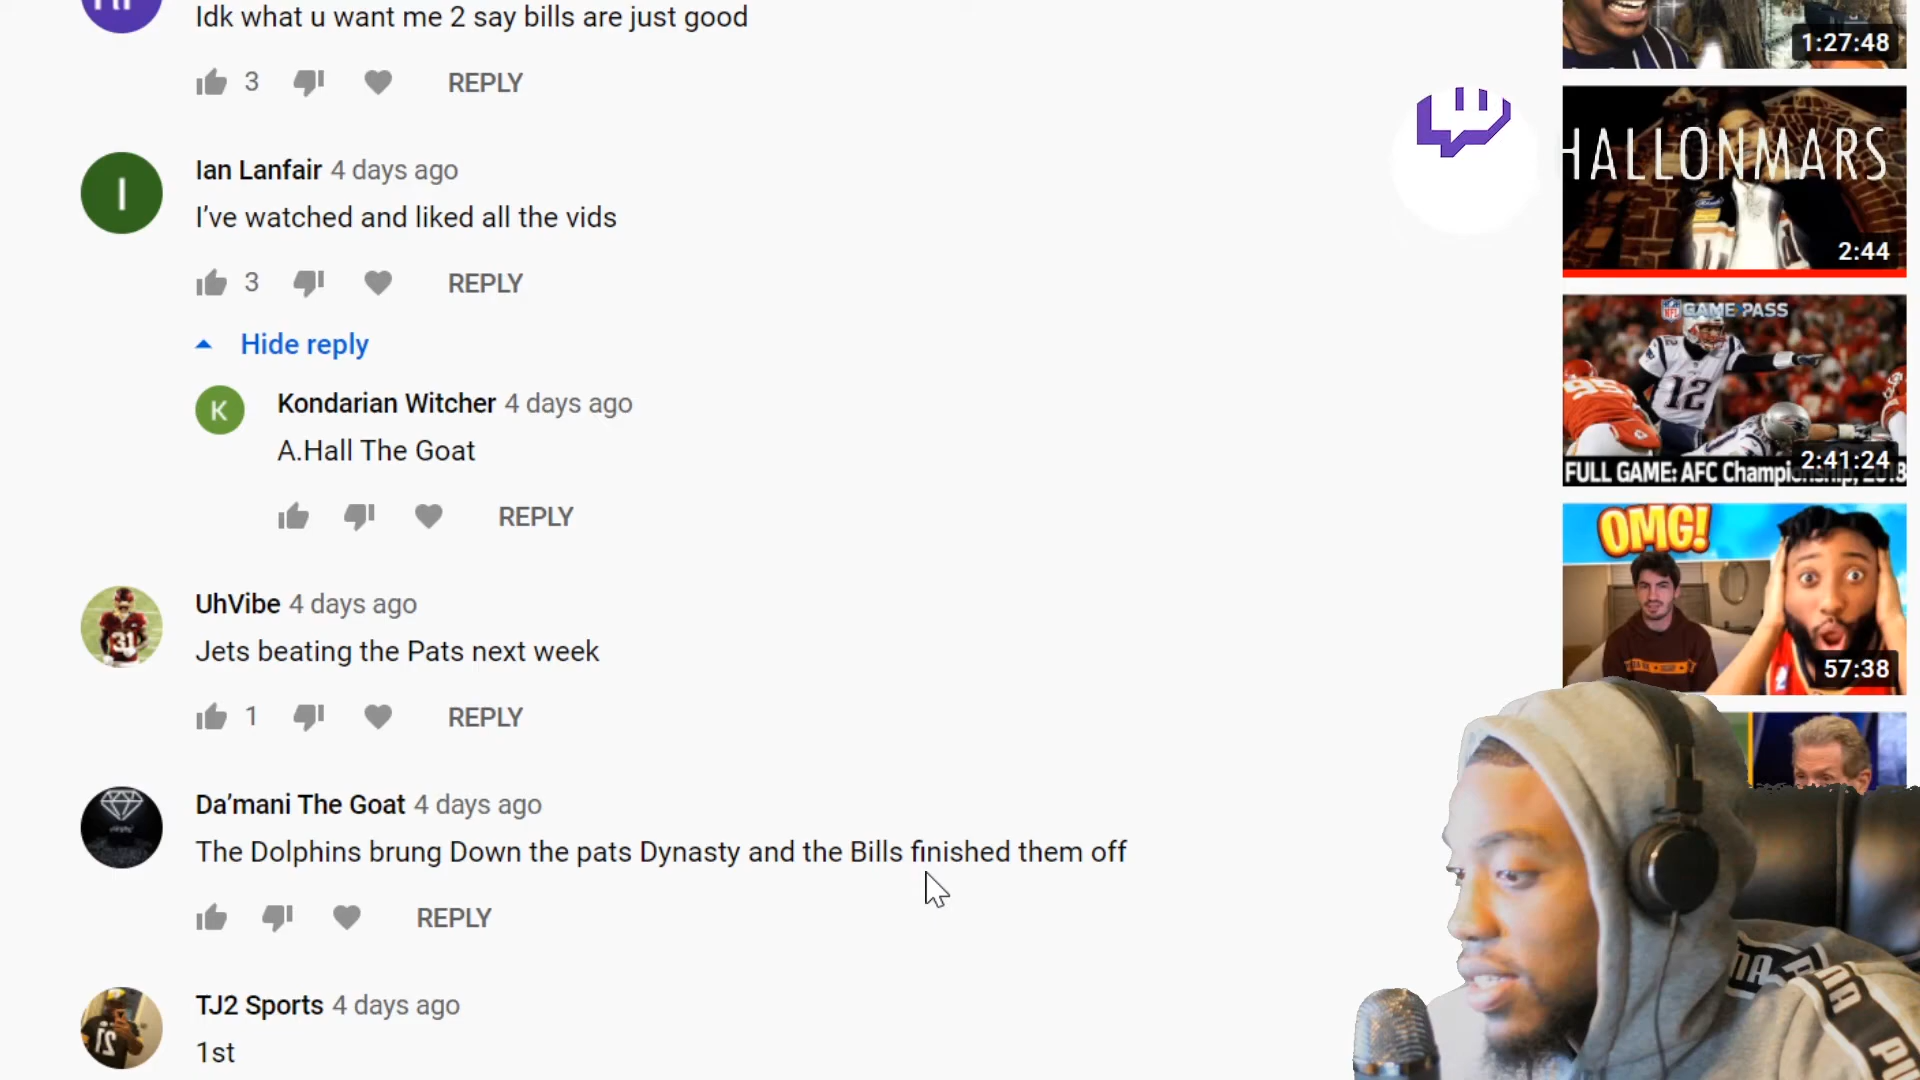 Idk what u want me 2 say bills are just good
3 REPLY
Ian Lanfair 4 days ago
I
I've watched and liked all the vids
3 REPLY
Hide reply
Kondarian Witcher 4 days ago
K
A.Hall The Goat
REPLY
UhVibe 4 days ago
31
Jets beating the Pats next week
1 REPLY
Da'mani The Goat 4 days ago
The Dolphins brung Down the pats Dynasty and the Bills finished them off
REPLY
TJ2 Sports 4 days ago
1st
1:27:48
HALLONMARS
2:44
NFL GAME PASS
95
12
2:41:24
FULL GAME: AFC
OMG!
57:38